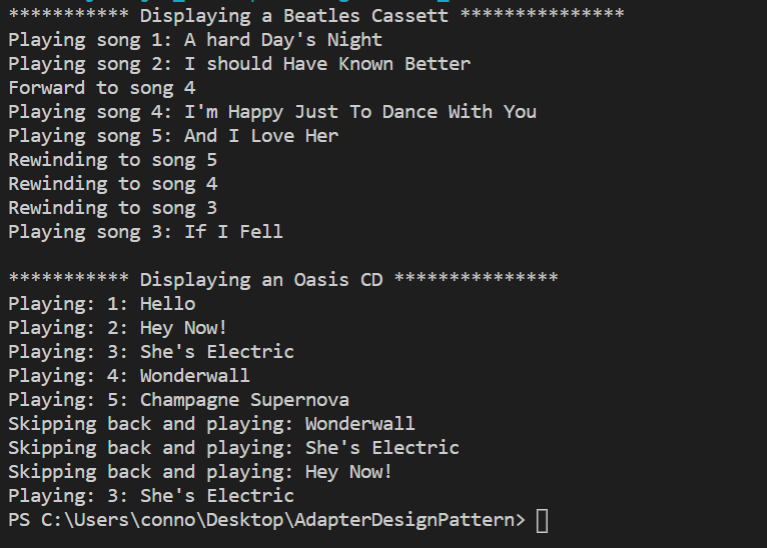 *********** Displaying a Beatles Cassett ***************
Playing song 1: A hard Day's Night
Playing song 2: I should Have Known Better
Forward to song 4
Playing song 4: I'm Happy Just To Dance With You
Playing song 5: And I Love Her
Rewinding to song 5
Rewinding to song 4
Rewinding to song 3
Playing song 3: If I Fell
*********** Displaying an Oasis CD ***************
Playing: 1: Hello
Playing: 2: Hey Now!
Playing: 3: She's Electric
Playing: 4: Wonderwall
Playing: 5: Champagne Supernova
Skipping back and playing: Wonderwall
Skipping back and playing: She's Electric
Skipping back and playing: Hey Now!
Playing: 3: She's Electric
PS C:\Users\conno\Desktop\AdapterDesignPattern>